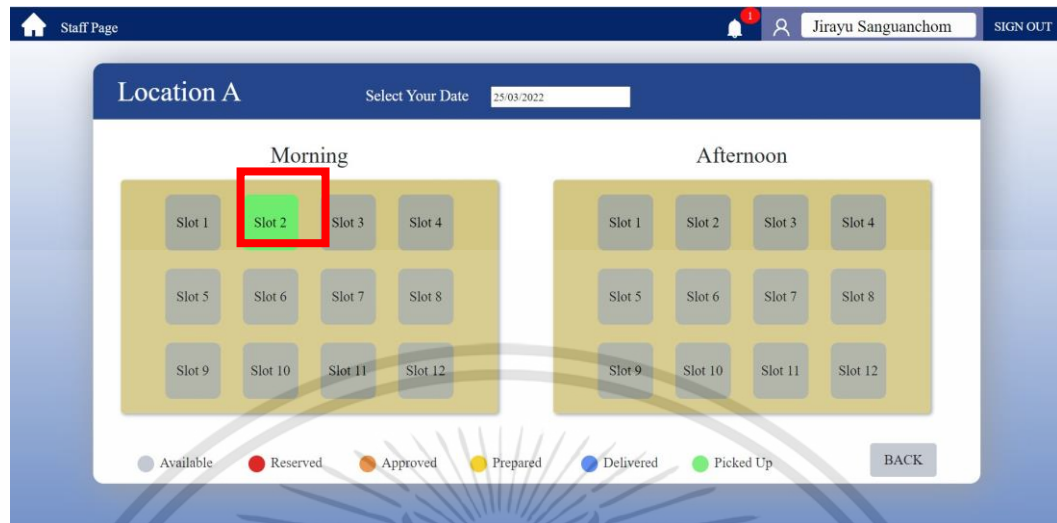 Staff Page 1 Jirayu Sanguanchom SIGN OUT
Location A Select Your Date 25/03/2022
Morning Afternoon
Slot 1 Slot 2 Slot 3 Slot 4 Slot 1 Slot 2 Slot 3 Slot 4
Slot 5 Slot 6 Slot 7 Slot 8 Slot 5 Slot 6 Slot 7 Slot 8
Slot 9 Slot 10 Slot 11 Slot 12 Slot 9 Slot 10 Slot 11 Slot 12
Available Reserved Approved Prepared Delivered Picked Up BACK